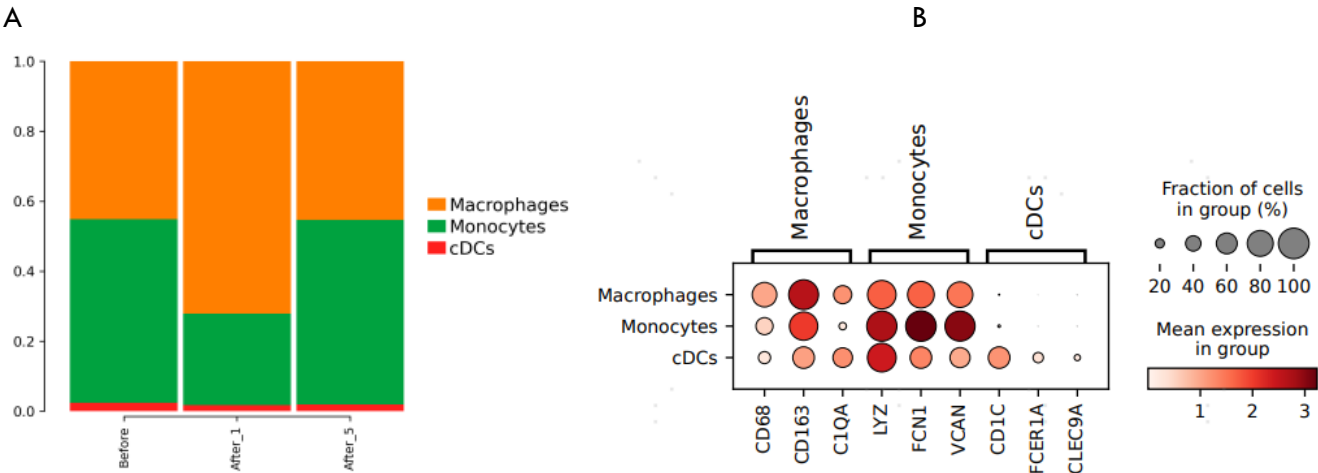 A
B
1.0
0.8
0.6
0.4
0.2
0.0
Before
After_1
After_5
Macrophages
Monocytes
cDCs
Macrophages
Monocytes
cDCs
Macrophages
Monocytes
cDCs
CD68
CD163
C1QA
LYZ
FCN1
VCAN
CD1C
FCER1A
CLEC9A
Fraction of cells
in group (%)
20 40 60 80 100
Mean expression
in group
1 2 3